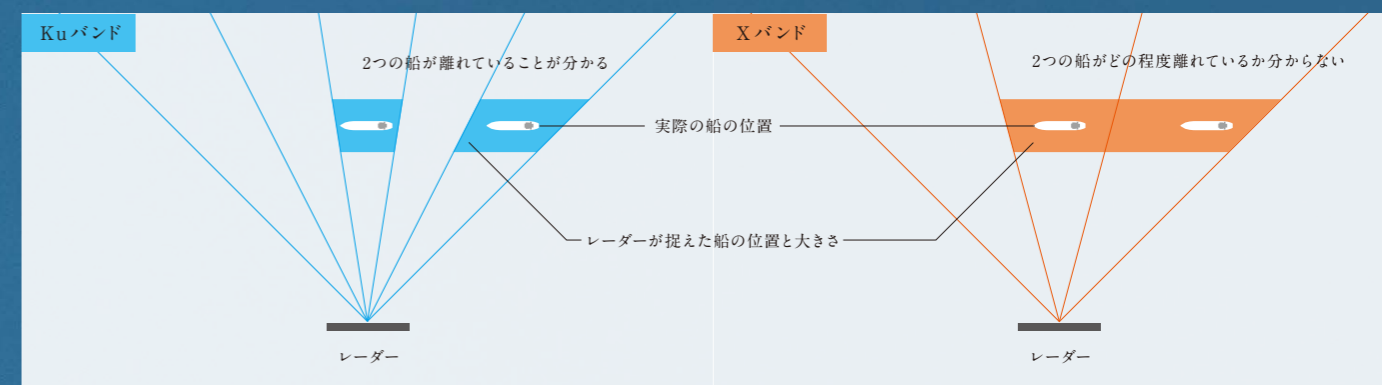 Kuバンド
2つの船が離れていることが分かる
Xバンド
2つの船がどの程度離れているか分からない
実際の船の位置
レーダーが捉えた船の位置と大きさ
レーダー
レーダー